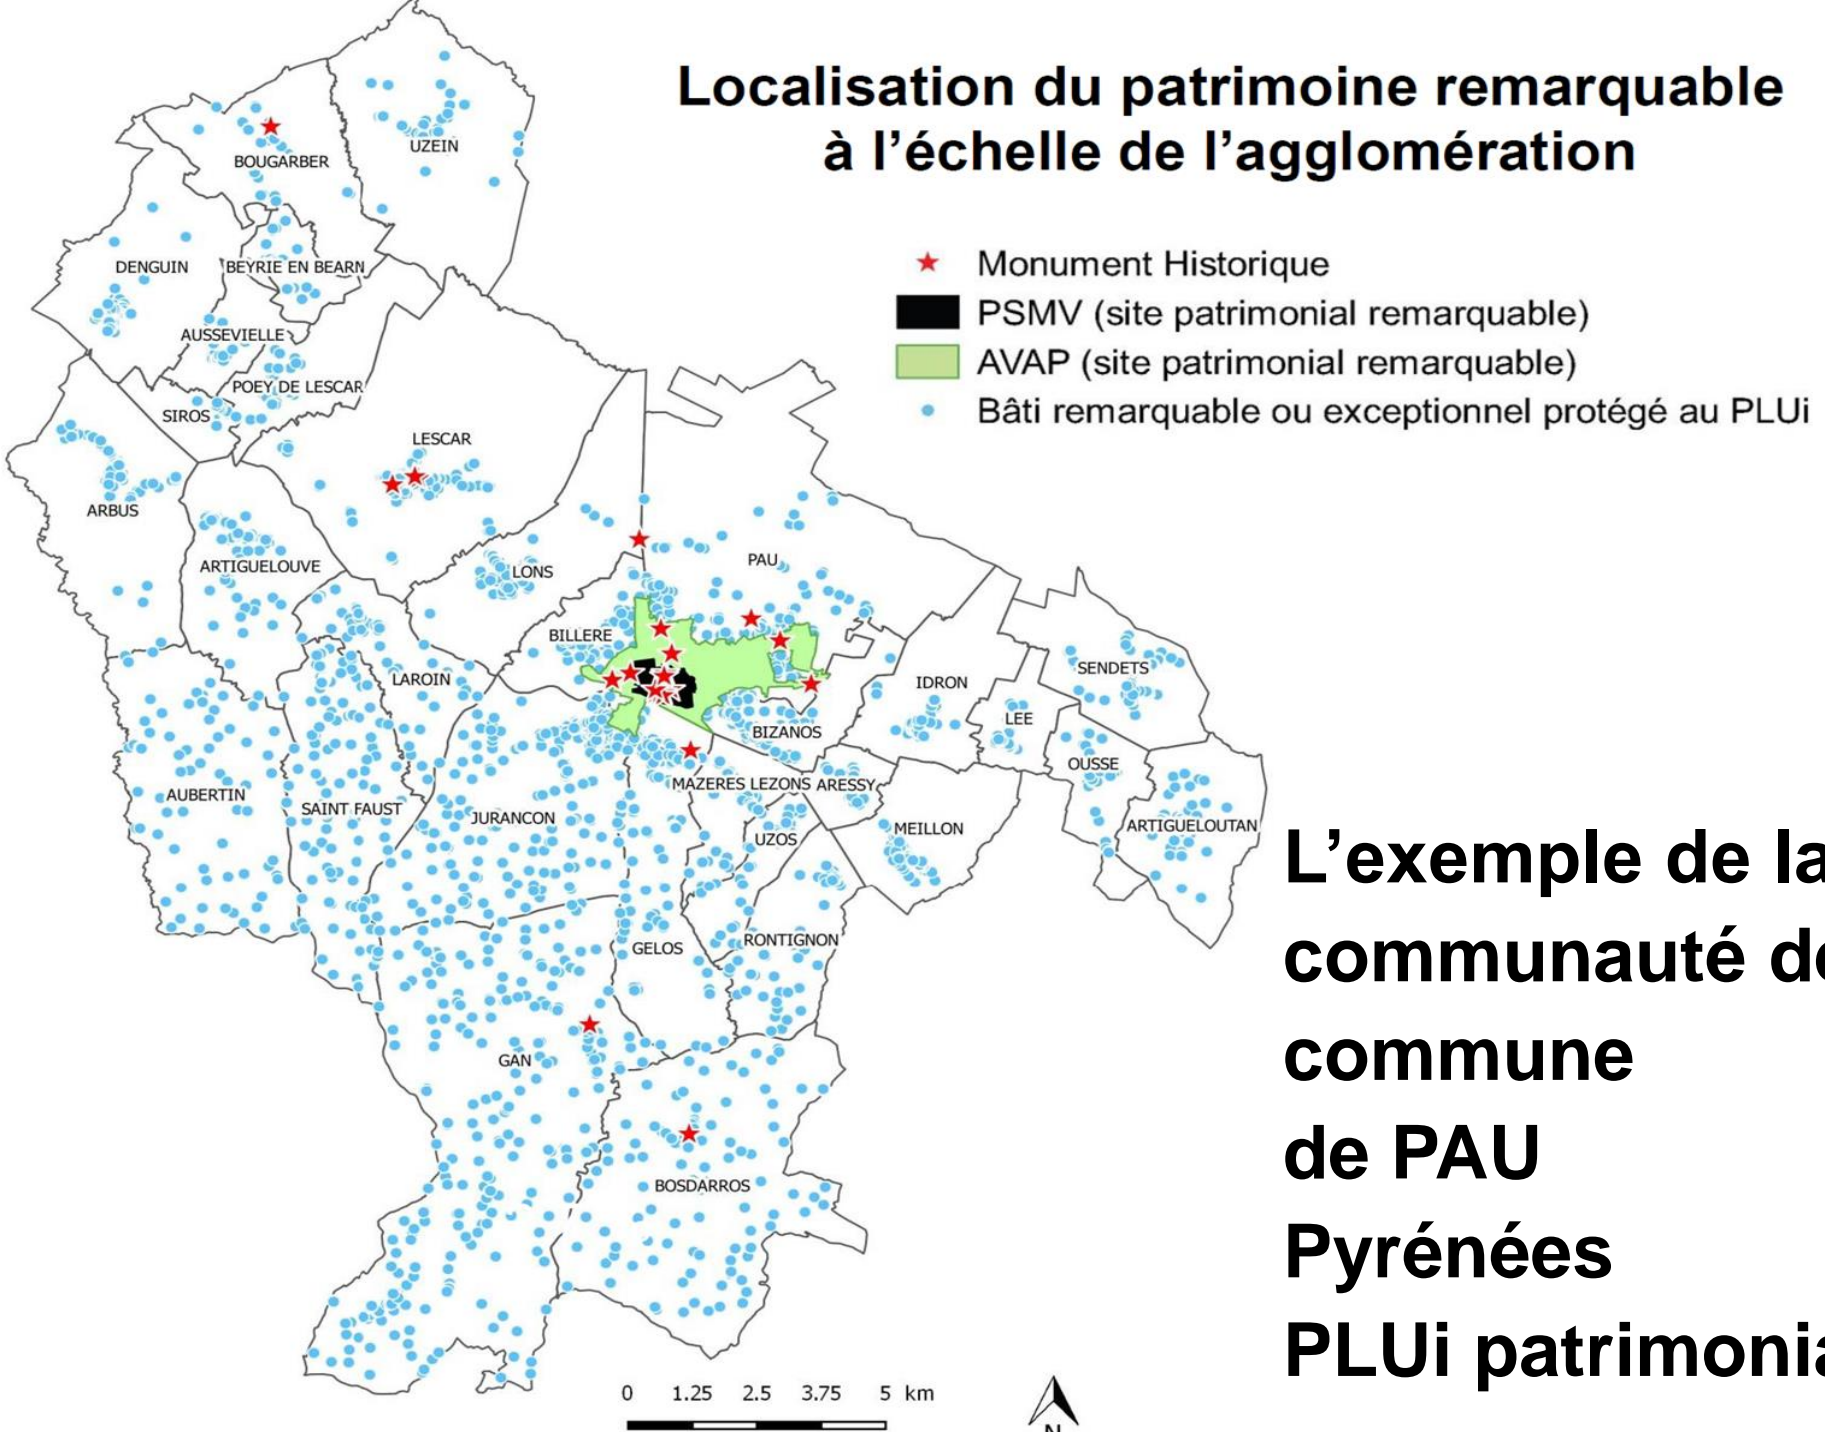 Localisation du patrimoine remarquable
à l’échelle de l’agglomération
Monument Historique
PSMV (site patrimonial remarquable)
AVAP (site patrimonial remarquable)
Bâti remarquable ou exceptionnel protégé au PLUi
UZEIN
BOUGARBER
DENGUIN
BEYRIE EN BEARN
AUSSEVIELLE
POEY DE LESCAR
SIROS
LESCAR
ARBUS
ARTIGUELOUVE
LONS
PAU
BILLERE
LAROIN
SENDETS
IDRON
LEE
BIZANOS
OUSSE
MAZERES LEZONS
ARESSY
AUBERTIN
SAINT FAUST
JURANCON
UZOS
MEILLON
ARTIGUELOUTAN
GELOS
RONTIGNON
GAN
BOSDARROS
L’exemple de la
communauté de
commune
de PAU
Pyrénées
PLUi patrimonia
0 1.25 2.5 3.75 5 km
N